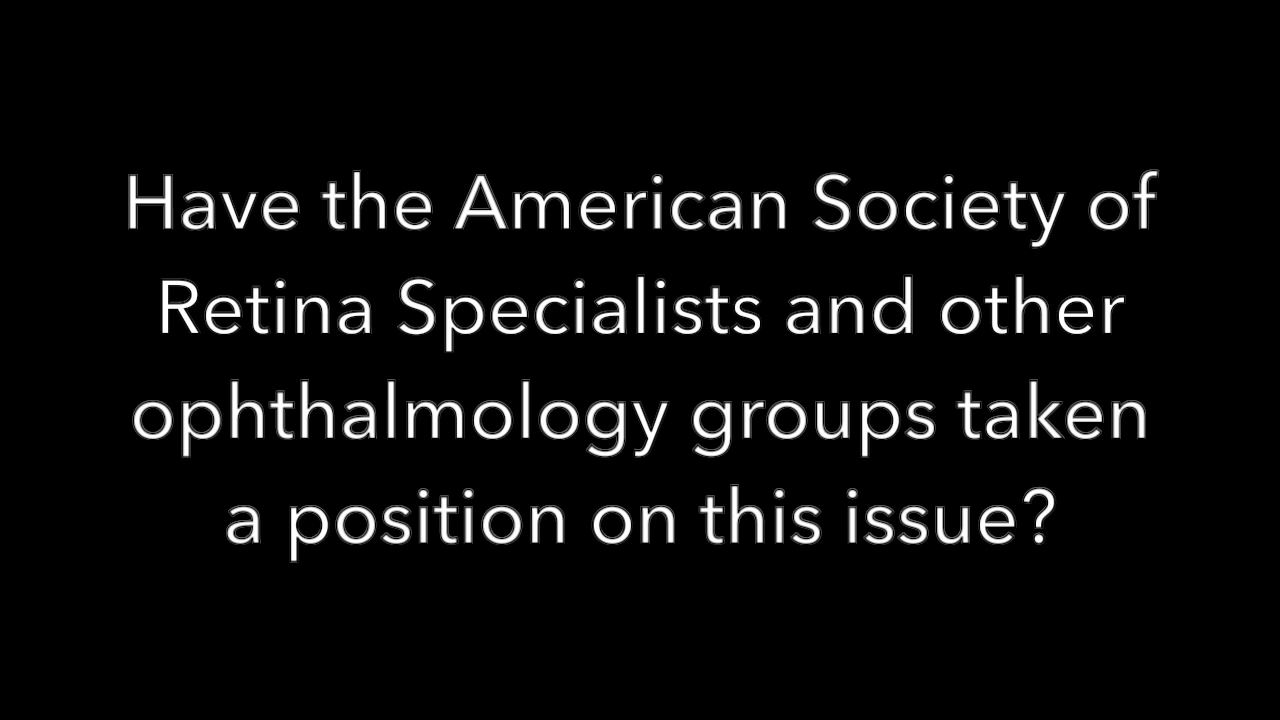 Have the American Society of
Retina Specialists and other
ophthalmology groups taken
a position on this issue?